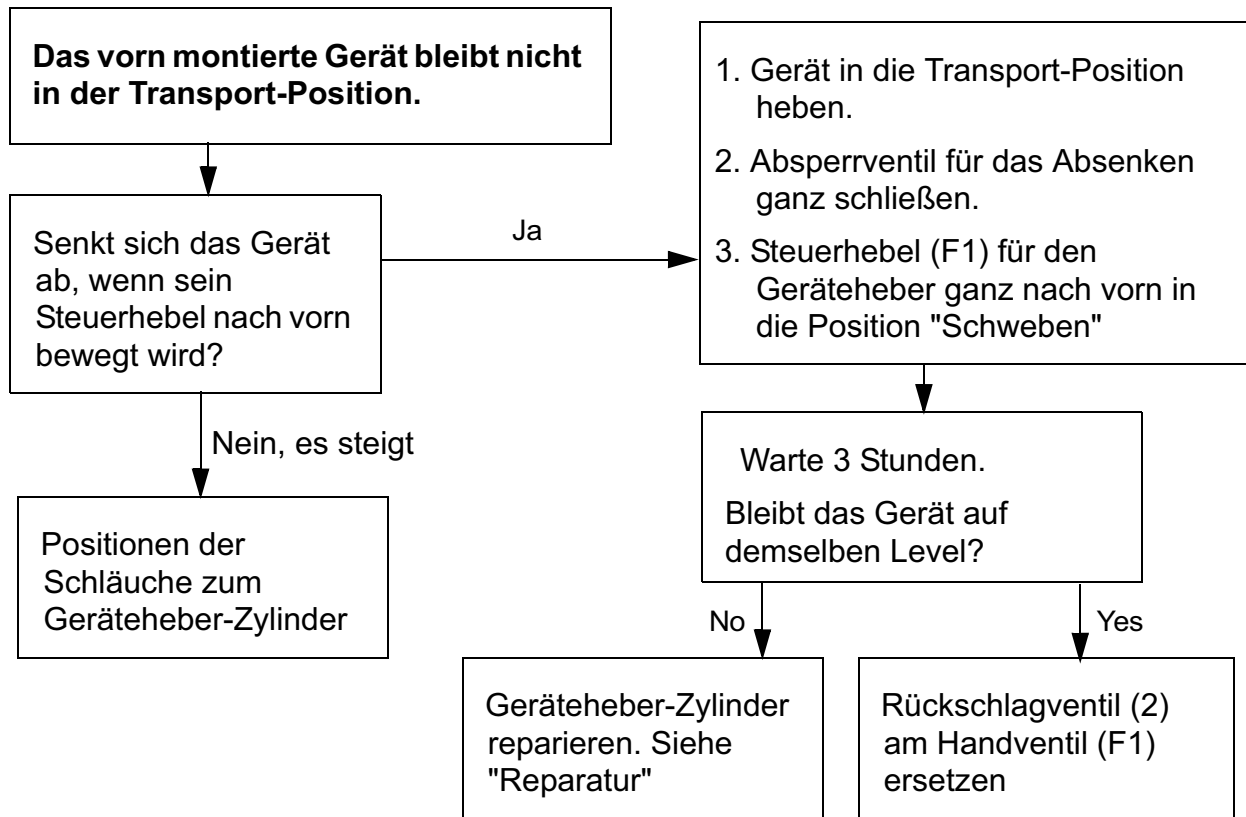 Das vorn montierte Gerät bleibt nicht
in der Transport-Position.
Senkt sich das Gerät
ab, wenn sein
Steuerhebel nach vorn
bewegt wird?
Ja
1. Gerät in die Transport-Position
heben.
2. Absperrventil für das Absenken
ganz schließen.
3. Steuerhebel (F1) für den
Geräteheber ganz nach vorn in
die Position "Schweben"
Nein, es steigt
Positionen der
Schläuche zum
Geräteheber-Zylinder
Warte 3 Stunden.
Bleibt das Gerät auf
demselben Level?
No
Yes
Geräteheber-Zylinder
reparieren. Siehe
"Reparatur"
Rückschlagventil (2)
am Handventil (F1)
ersetzen